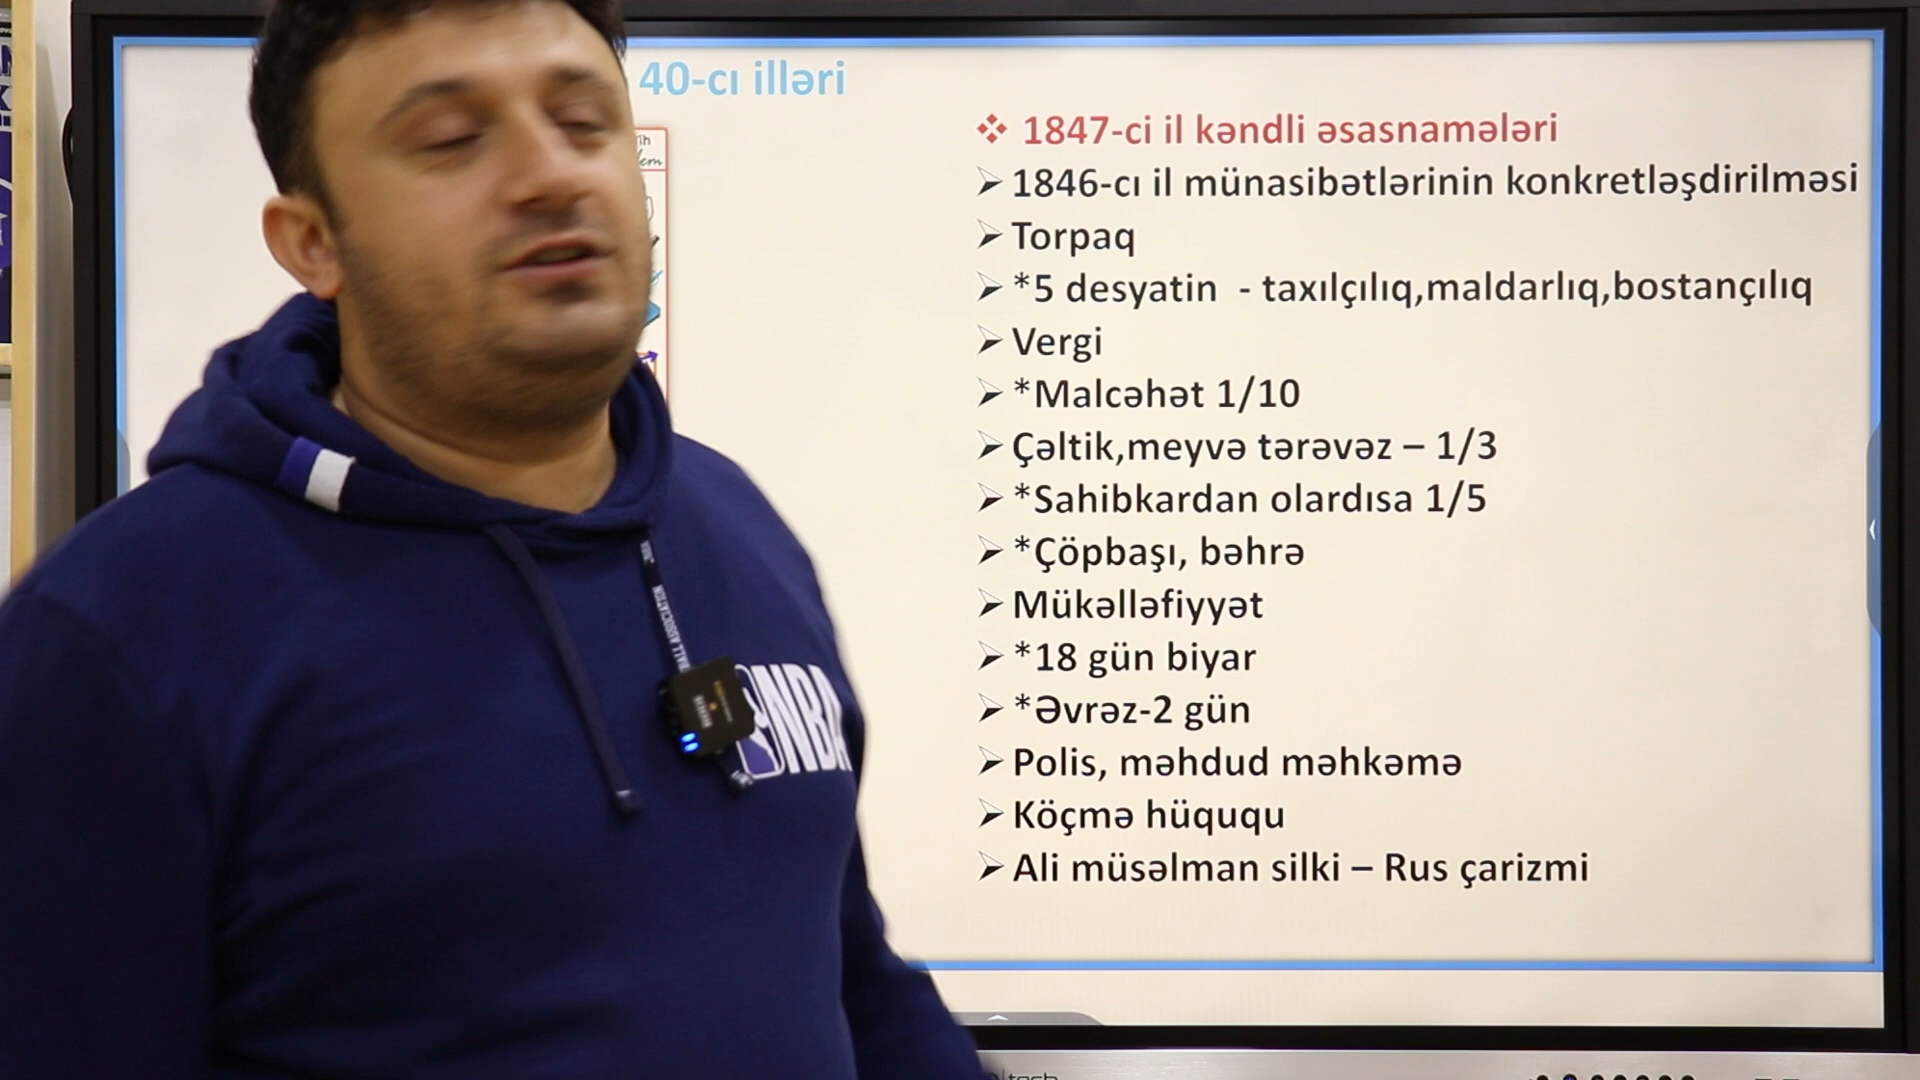 40-cı illəri
❖ 1847-ci il kəndli əsasnamələri
➢ 1846-cı il münasibətlərinin konkretləşdirilməsi
➢ Torpaq
➢ *5 desyatin - taxılçılıq,maldarlıq,bostançılıq
➢ Vergi
➢ *Malcəhət 1/10
➢ Çəltik,meyvə tərəvəz – 1/3
➢ *Sahibkardan olardısa 1/5
➢ *Çöpbaşı, bəhrə
➢ Mükəlləfiyyət
➢ *18 gün biyar
➢ *Əvrəz-2 gün
➢ Polis, məhdud məhkəmə
➢ Köçmə hüququ
➢ Ali müsəlman silki – Rus çarizmi
NBA